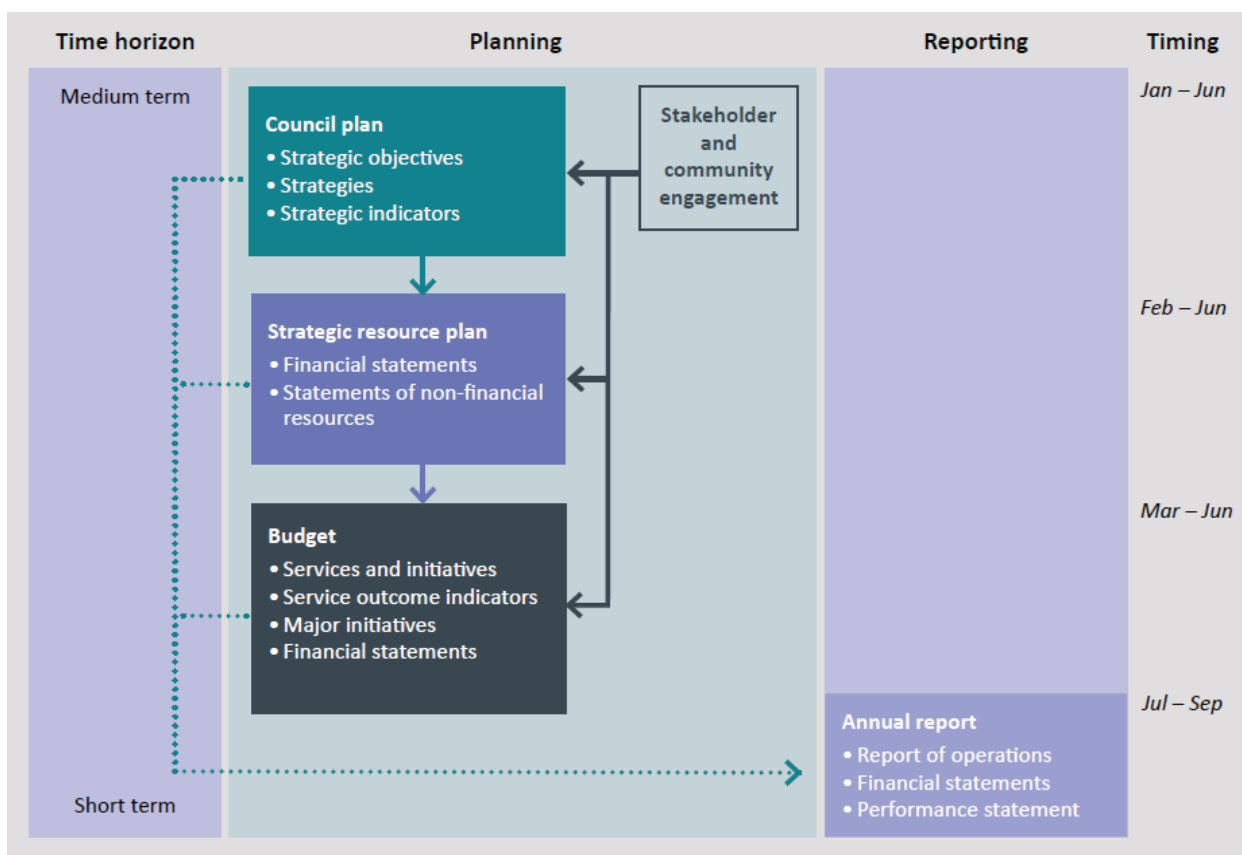 Time horizon
Planning
Reporting
Timing
Medium term
Council plan
• Strategic objectives
• Strategies
• Strategic indicators
Stakeholder
and
community
engagement
Jan – Jun
Strategic resource plan
• Financial statements
• Statements of non-financial
resources
Feb – Jun
Budget
• Services and initiatives
• Service outcome indicators
• Major initiatives
• Financial statements
Mar – Jun
Annual report
• Report of operations
• Financial statements
• Performance statement
Jul – Sep
Short term